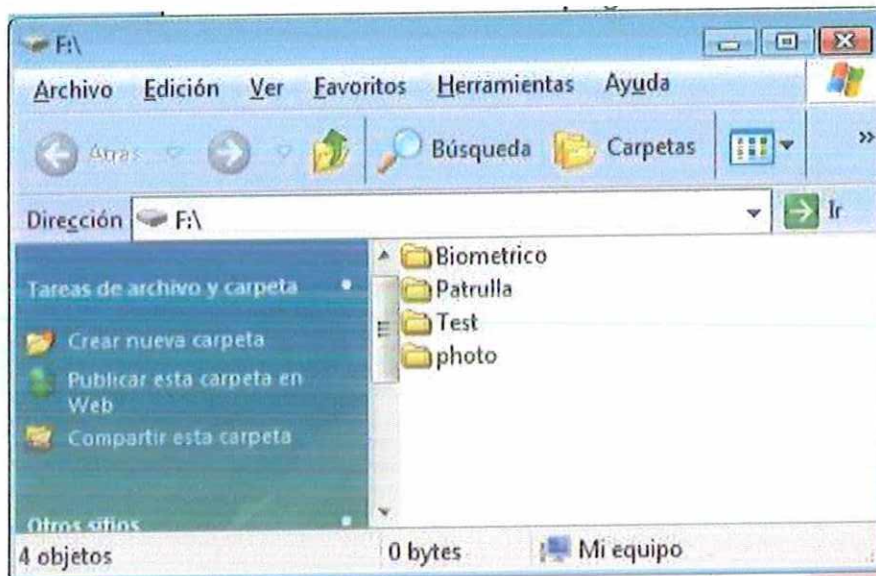 F:\
Archivo Edición Ver Favoritos Herramientas Ayuda
Atrás Búsqueda Carpetas »
Dirección F:\ Ir
Tareas de archivo y carpeta
Crear nueva carpeta
Publicar esta carpeta en
Web
Compartir esta carpeta
Otros sitios
Biometrico
Patrulla
Test
photo
4 objetos 0 bytes Mi equipo